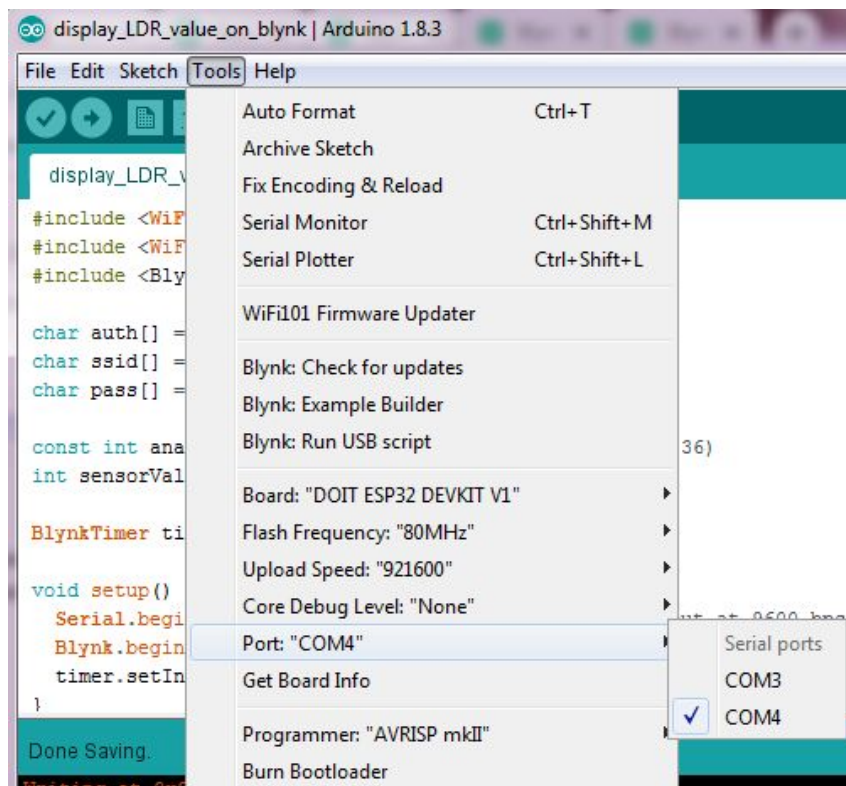 display_LDR_value_on_blynk | Arduino 1.8.3
File Edit Sketch Tools Help
display_LDR_v
#include <WiF
#include <WiF
#include <Bly
char auth[] =
char ssid[] =
char pass[] =
const int ana
36)
int sensorVal
BlynkTimer ti
void setup()
Serial.begi
Blynk.begin
timer.setIn
}
Done Saving.
Auto Format Ctrl+T
Archive Sketch
Fix Encoding & Reload
Serial Monitor Ctrl+Shift+M
Serial Plotter Ctrl+Shift+L
WiFi101 Firmware Updater
Blynk: Check for updates
Blynk: Example Builder
Blynk: Run USB script
Board: "DOIT ESP32 DEVKIT V1"
Flash Frequency: "80MHz"
Upload Speed: "921600"
Core Debug Level: "None"
Port: "COM4"
Get Board Info
Programmer: "AVRISP mkII"
Burn Bootloader
Serial ports
COM3
COM4